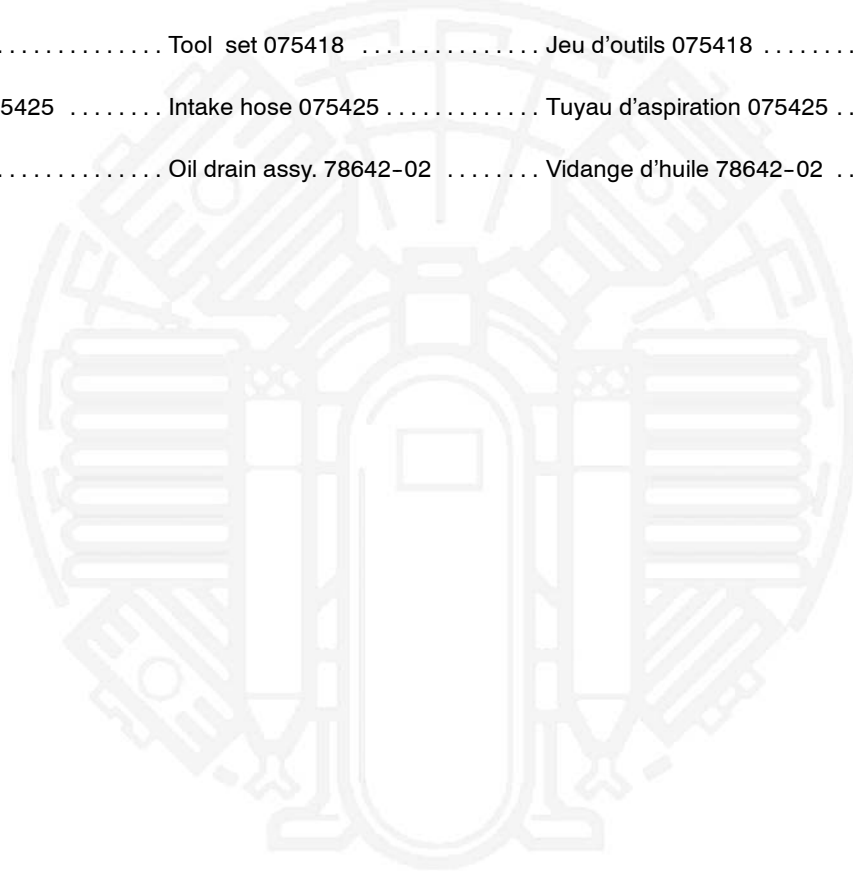 . . . . . . . . . . . . . . Tool set 075418 . . . . . . . . . . . . . . . Jeu d’outils 075418 . . . . . . . .
5425 . . . . . . . . Intake hose 075425 . . . . . . . . . . . . . Tuyau d’aspiration 075425 . .
. . . . . . . . . . . . . . Oil drain assy. 78642-02 . . . . . . . . Vidange d’huile 78642-02 . .